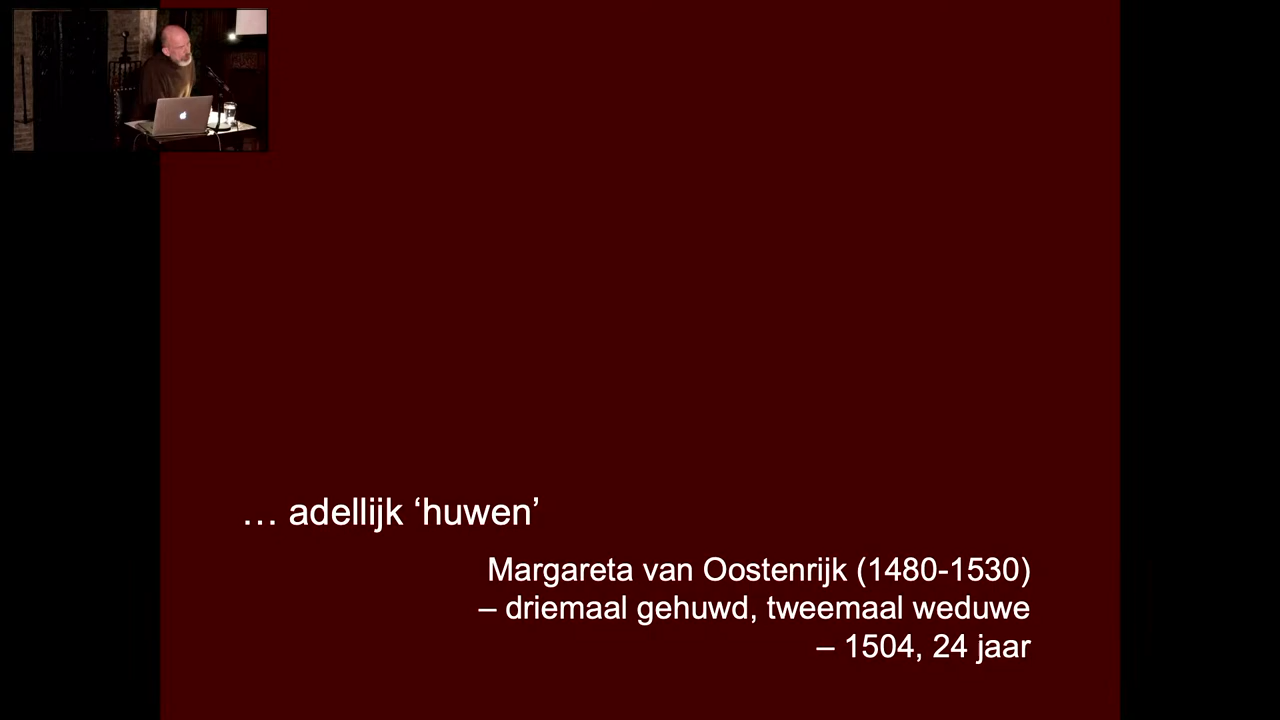 … adellijk ‘huwen’
Margareta van Oostenrijk (1480-1530)
– driemaal gehuwd, tweemaal weduwe
– 1504, 24 jaar